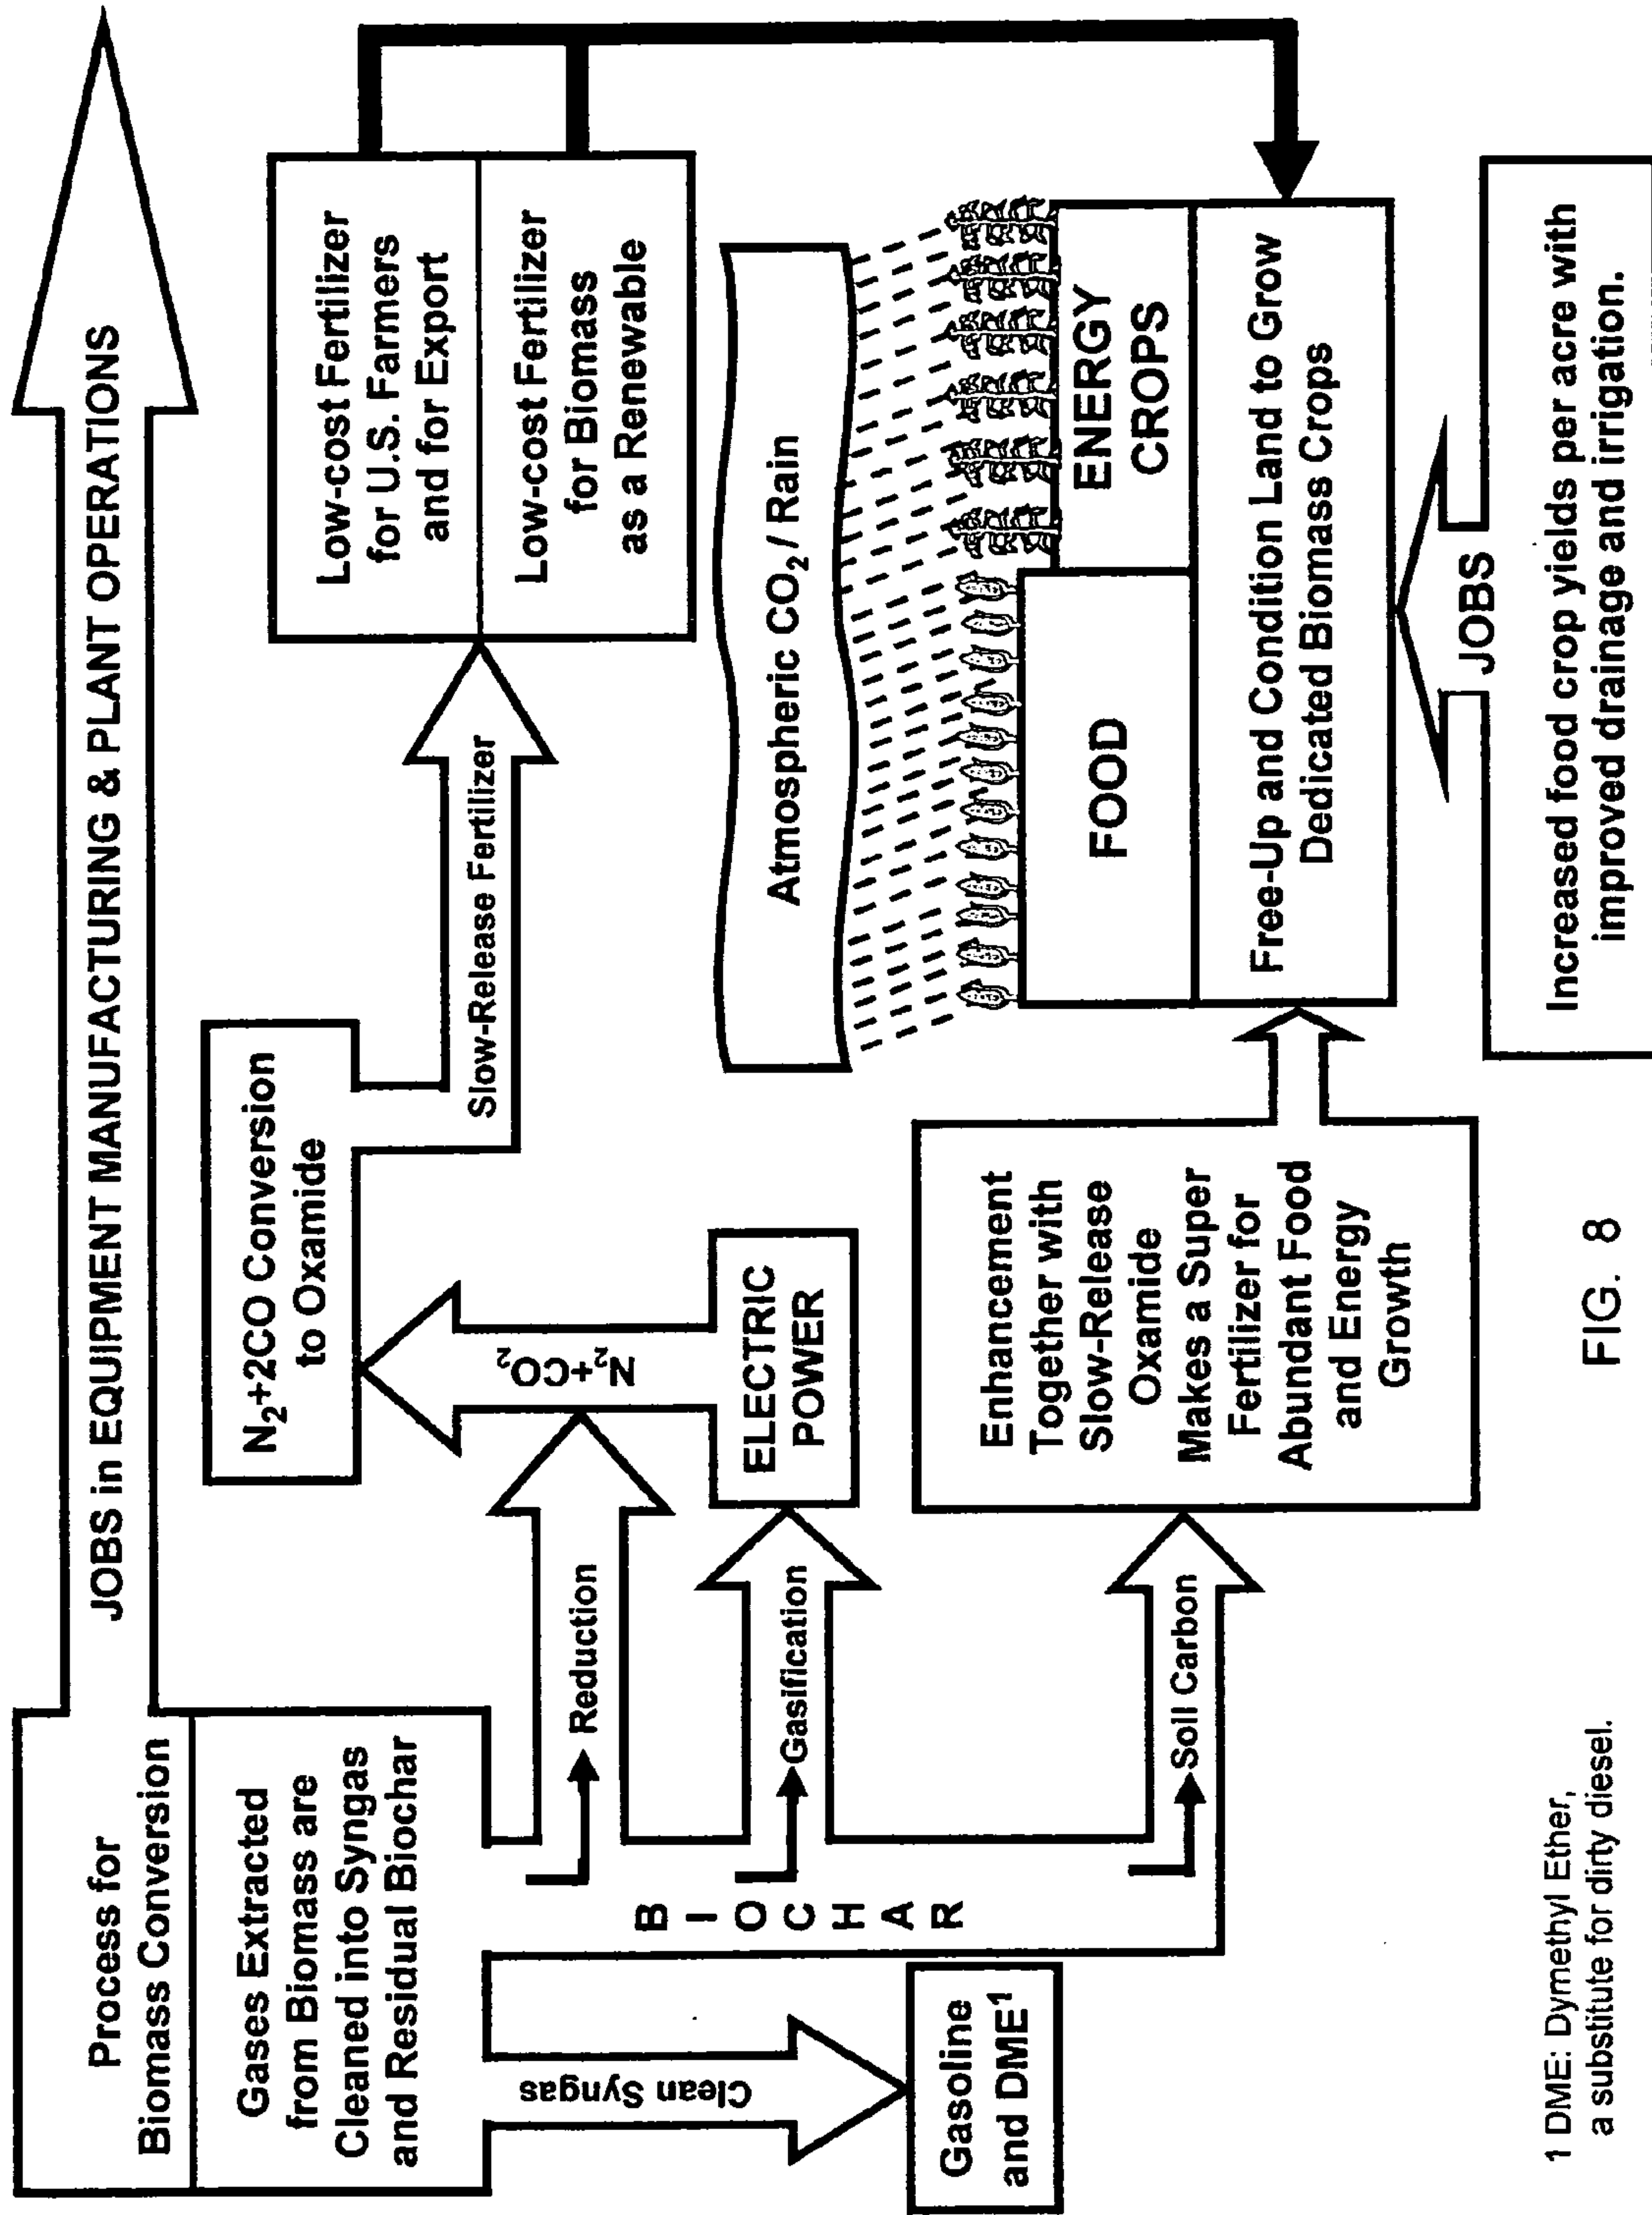 JOBS in EQUIPMENT MANUFACTURING & PLANT OPERATIONS
Process for
Biomass Conversion
Gases Extracted
from Biomass are
Cleaned into Syngas
and Residual Biochar
N₂+2CO Conversion
to Oxamide
Low-cost Fertilizer
for U.S. Farmers
and for Export
Low-cost Fertilizer
for Biomass
as a Renewable
Slow-Release Fertilizer
Reduction
N₂+CO₂
Gasification
ELECTRIC
POWER
BIOCHAR
Clean Syngas
Gasoline
and DME¹
Soil Carbon
Enhancement
Together with
Slow-Release
Oxamide
Makes a Super
Fertilizer for
Abundant Food
and Energy
Growth
Atmospheric CO₂/ Rain
FOOD
ENERGY
CROPS
Free-Up and Condition Land to Grow
Dedicated Biomass Crops
JOBS
Increased food crop yields per acre with
improved drainage and irrigation.
1 DME: Dymethyl Ether,
a substitute for dirty diesel.
FIG. 8